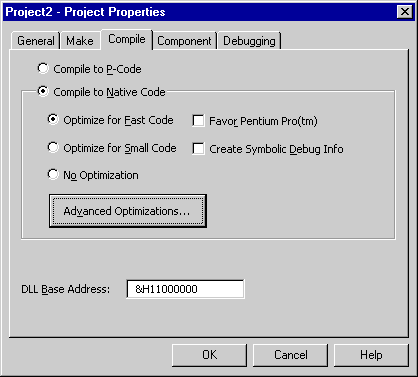 Project2 - Project Properties
General Make Compile Component Debugging
Compile to P-Code
Compile to Native Code
Optimize for Fast Code Favor Pentium Pro(tm)
Optimize for Small Code Create Symbolic Debug Info
No Optimization
Advanced Optimizations...
DLL Base Address: &H11000000
OK Cancel Help